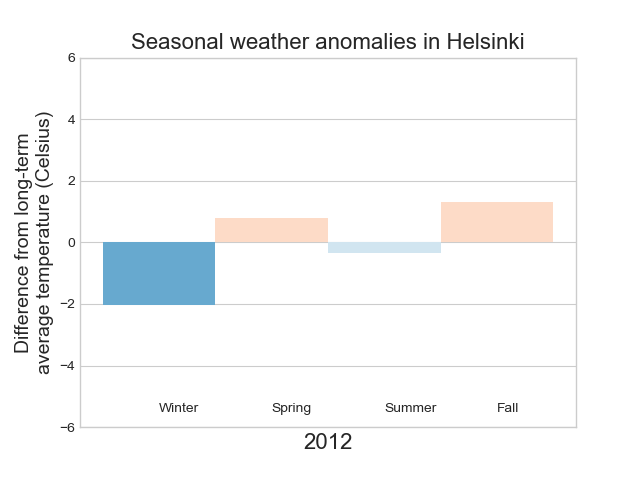 Seasonal weather anomalies in Helsinki
6
4
2
0
−2
−4
−6
Difference from long-term
average temperature (Celsius)
Winter
Spring
Summer
Fall
2012